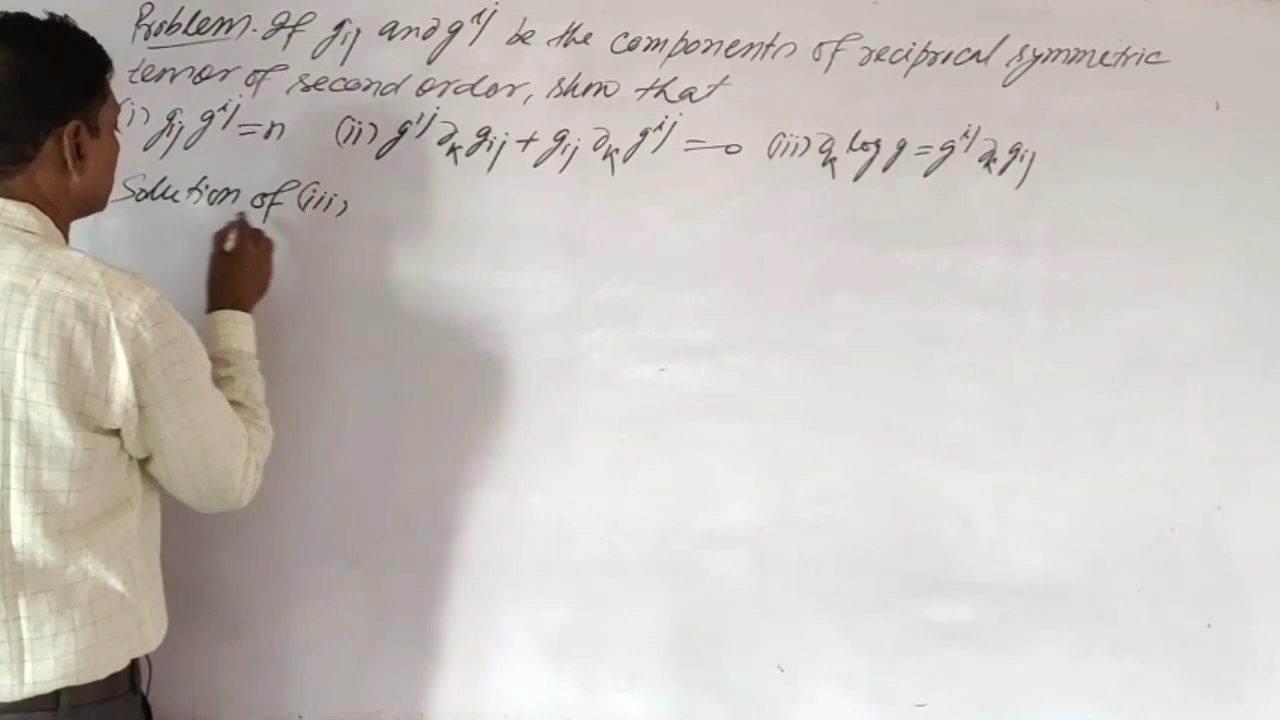 Problem. If g_ij and g^ij be the components of reciprical symmetric
tensor of second order, show that
(i) g_ij g^ij = n (ii) g^ij ∂_k g_ij + g_ij ∂_k g^ij = 0 (iii) ∂_k log g = g^ij ∂_k g_ij
Solution of (iii)